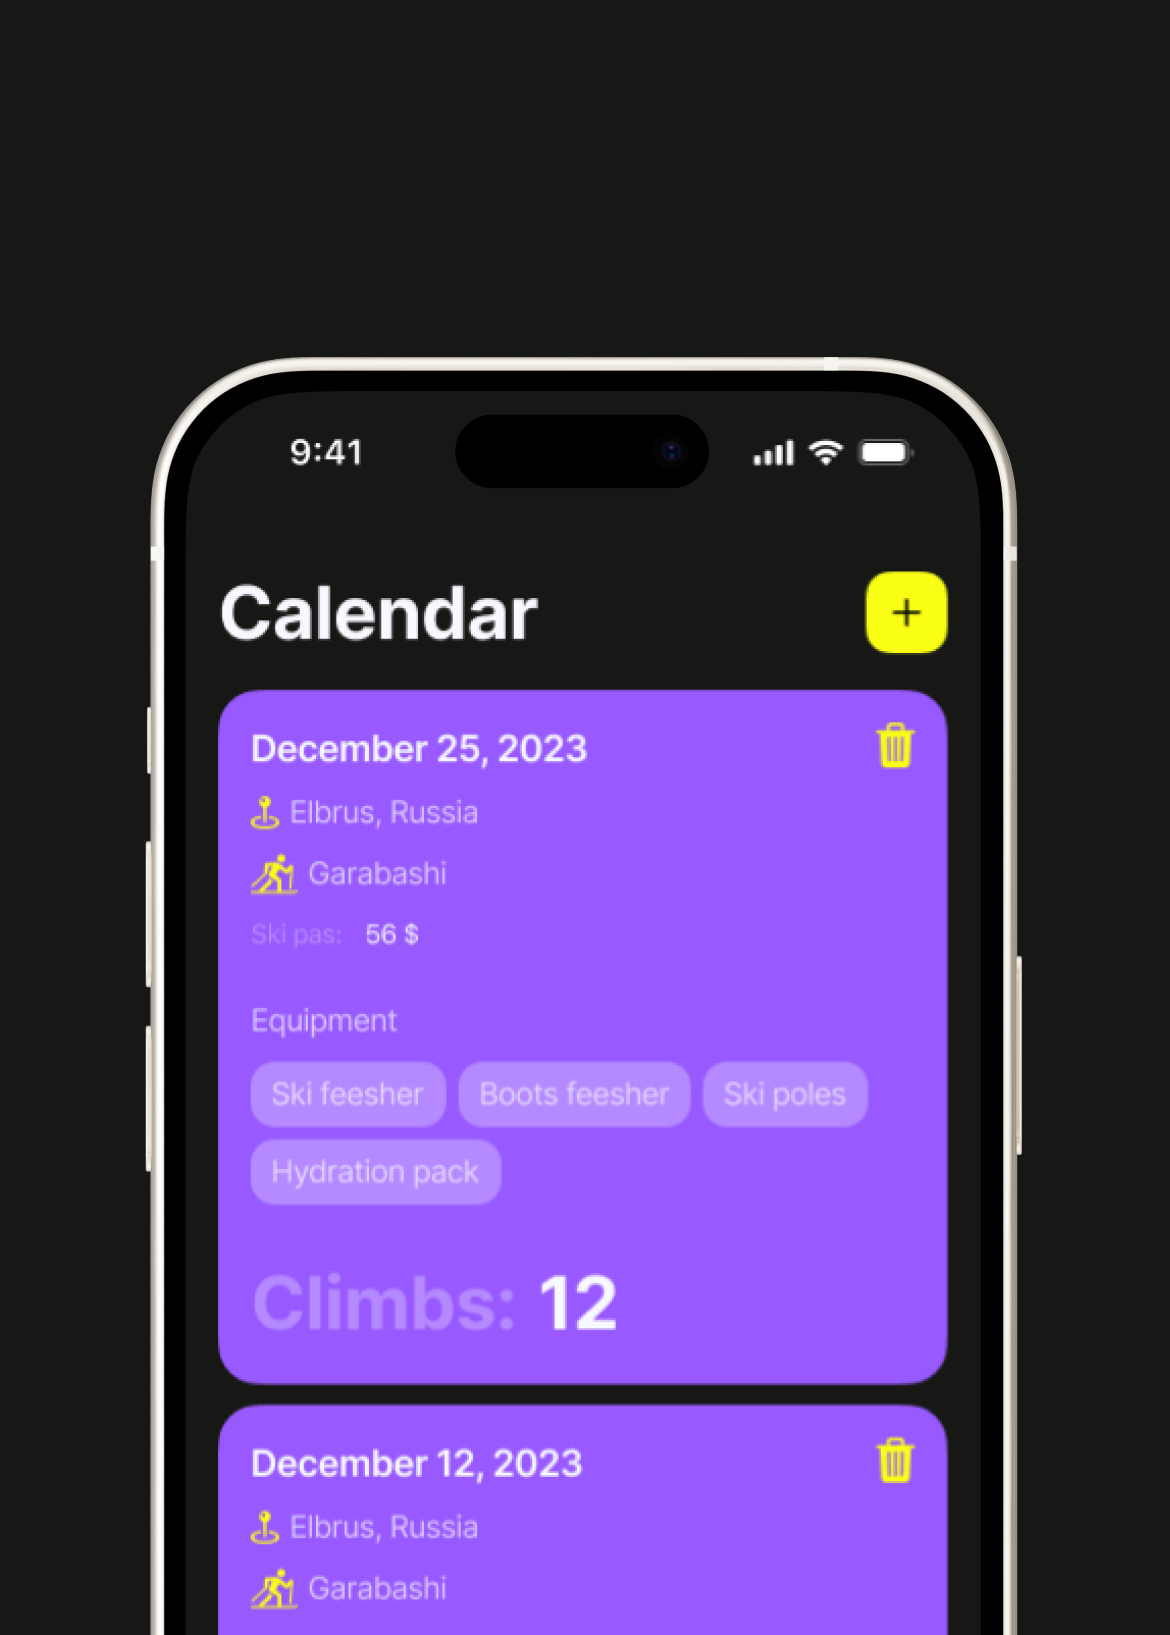 9:41
Calendar
December 25, 2023
Elbrus, Russia
Garabashi
Ski pas: 56 $
Equipment
Ski feesher Boots feesher Ski poles
Hydration pack
Climbs: 12
December 12, 2023
Elbrus, Russia
Garabashi